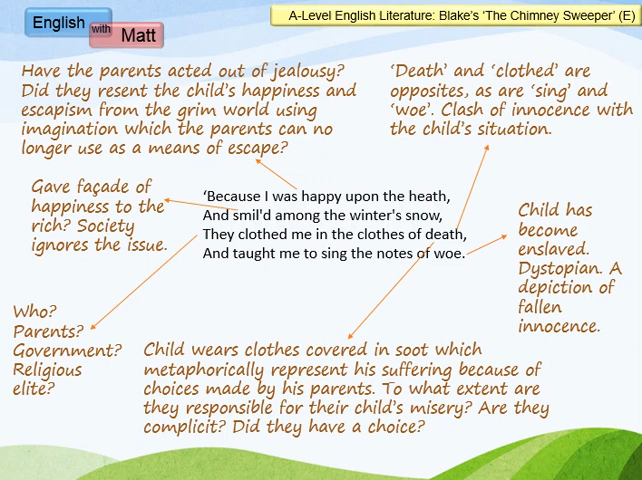 English
with
Matt
A-Level English Literature: Blake's 'The Chimney Sweeper' (E)
Have the parents acted out of jealousy?
Did they resent the child's happiness and
escapism from the grim world using
imagination which the parents can no
longer use as a means of escape?
'Death' and 'clothed' are
opposites, as are 'sing' and
'woe'. Clash of innocence with
the child's situation.
Gave façade of
happiness to the
rich? Society
ignores the issue.
'Because I was happy upon the heath,
And smil'd among the winter's snow,
They clothed me in the clothes of death,
And taught me to sing the notes of woe.
Child has
become
enslaved.
Dystopian. A
depiction of
fallen
innocence.
Who?
Parents?
Government?
Religious
elite?
Child wears clothes covered in soot which
metaphorically represent his suffering because of
choices made by his parents. To what extent are
they responsible for their child's misery? Are they
complicit? Did they have a choice?